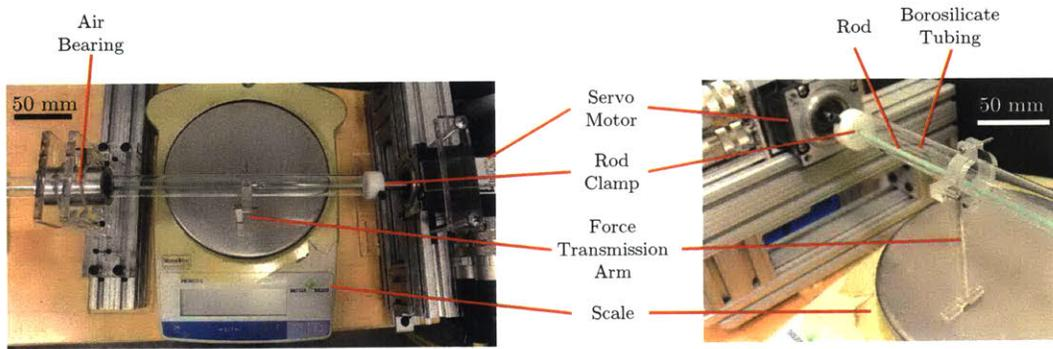 Air
Bearing
50 mm
Servo
Motor
Rod
Clamp
Force
Transmission
Arm
Scale
Rod
Borosilicate
Tubing
50 mm